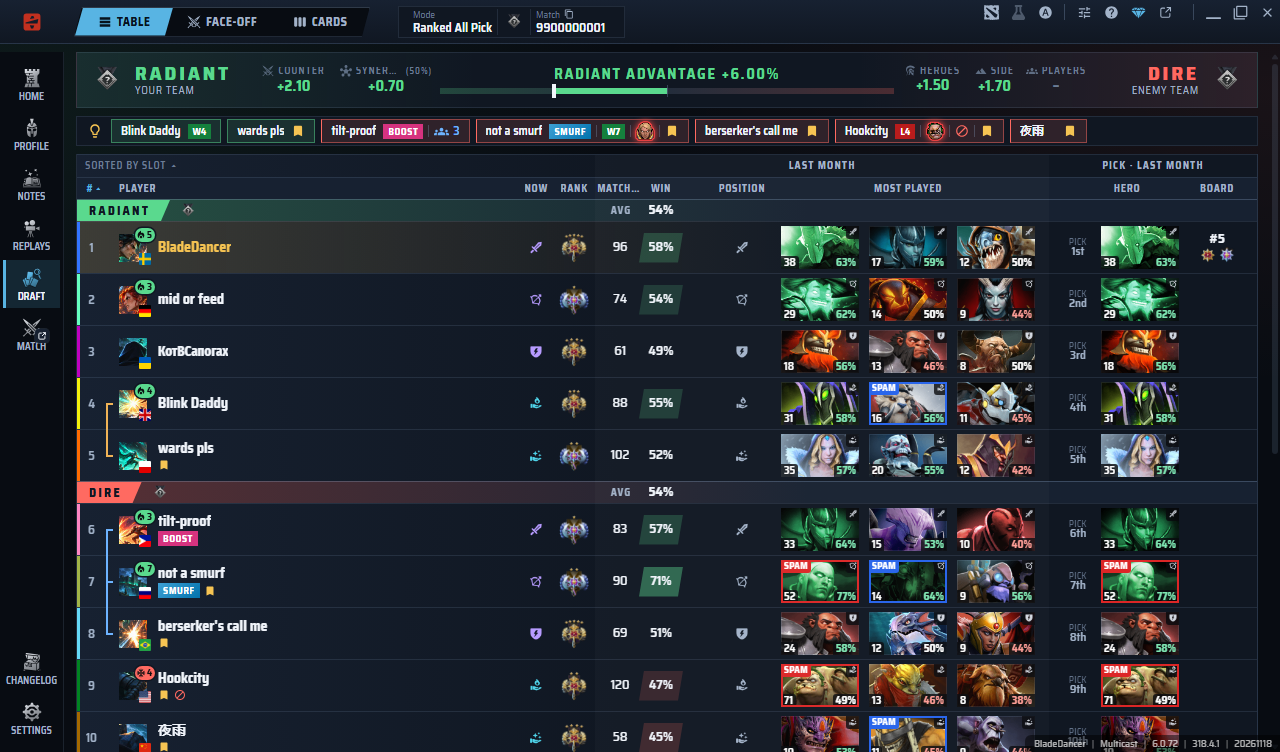 TABLE
FACE-OFF
CARDS
Mode
Ranked All Pick
Match
9900000001
HOME
PROFILE
NOTES
REPLAYS
DRAFT
MATCH
CHANGELOG
SETTINGS
RADIANT
YOUR TEAM
COUNTER
+2.10
SYNER... (50%)
+0.70
RADIANT ADVANTAGE +6.00%
HEROES
+1.50
SIDE
+1.70
PLAYERS
-
DIRE
ENEMY TEAM
Blink Daddy W4
wards pls
tilt-proof BOOST 3
not a smurf SMURF W7
berserker's call me
Hookcity L4
夜雨
SORTED BY SLOT
LAST MONTH
PICK - LAST MONTH
# PLAYER NOW RANK MATCH... WIN POSITION MOST PLAYED HERO BOARD
RADIANT AVG 54%
1 5 BladeDancer 96 58% 38 63% 17 59% 12 50% PICK 1st 38 63% #5
2 3 mid or feed 74 54% 29 62% 14 50% 9 44% PICK 2nd 29 62%
3 КотВСапогах 61 49% 18 56% 13 46% 8 50% PICK 3rd 18 56%
4 4 Blink Daddy 88 55% 31 58% SPAM 16 56% 11 45% PICK 4th 31 58%
5 wards pls 102 52% 35 57% 20 55% 12 42% PICK 5th 35 57%
DIRE AVG 54%
6 3 tilt-proof BOOST 83 57% 33 64% 15 53% 10 40% PICK 6th 33 64%
7 7 not a smurf SMURF 90 71% SPAM 52 77% SPAM 14 64% 9 56% PICK 7th SPAM 52 77%
8 berserker's call me 69 51% 24 58% 12 50% 9 44% PICK 8th 24 58%
9 4 Hookcity 120 47% SPAM 71 49% 13 46% 8 38% PICK 9th SPAM 71 49%
10 夜雨 58 45% SPAM
BladeDancer | Multicast | 6.0.72 | 318.4.1 | 20261118